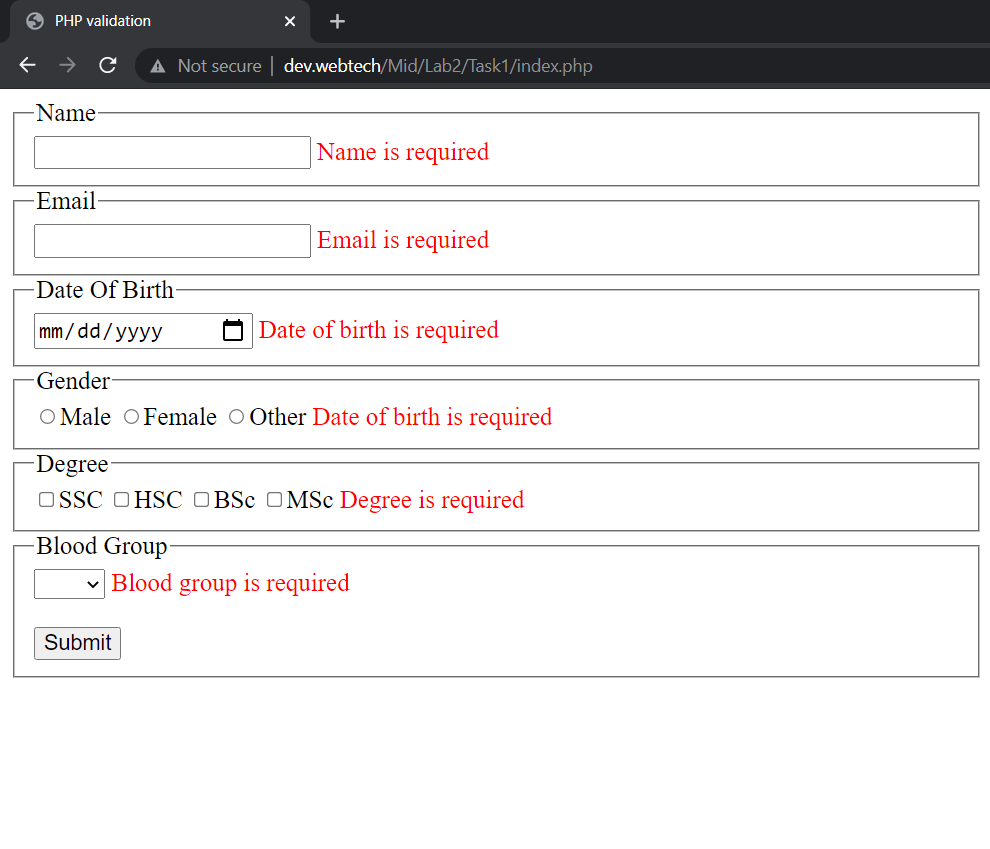 PHP validation
Not secure | dev.webtech/Mid/Lab2/Task1/index.php
Name
Name is required
Email
Email is required
Date Of Birth
mm/dd/yyyy Date of birth is required
Gender
Male Female Other Date of birth is required
Degree
SSC HSC BSc MSc Degree is required
Blood Group
Blood group is required
Submit